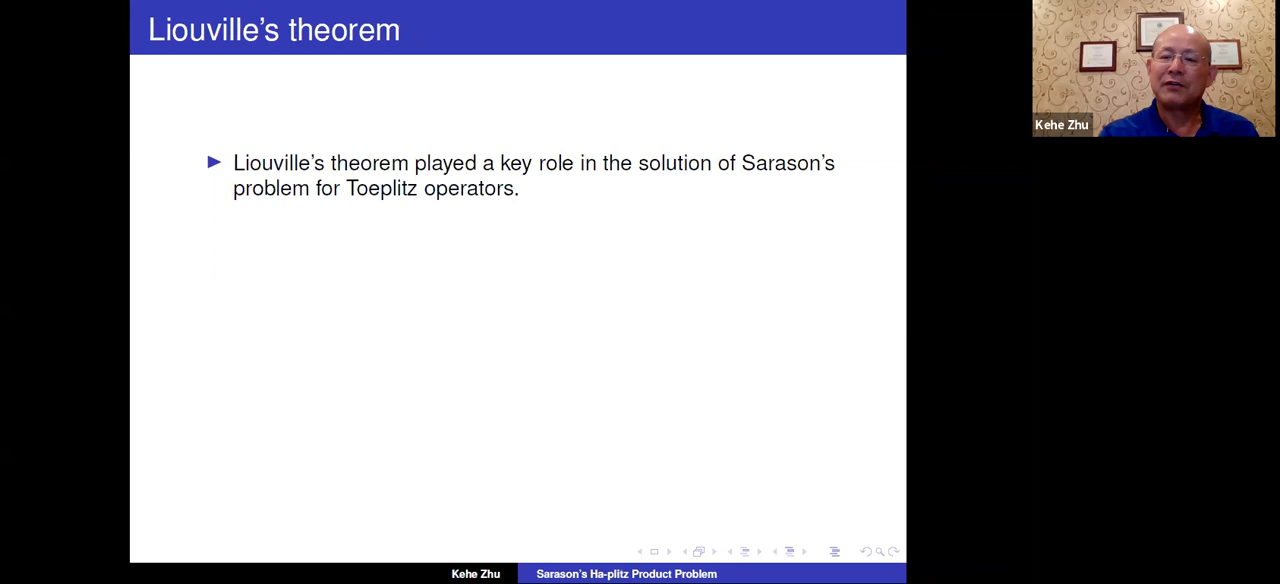 Liouville's theorem
Kehe Zhu
Liouville's theorem played a key role in the solution of Sarason's
problem for Toeplitz operators.
Kehe Zhu
Sarason's Ha-plitz Product Problem